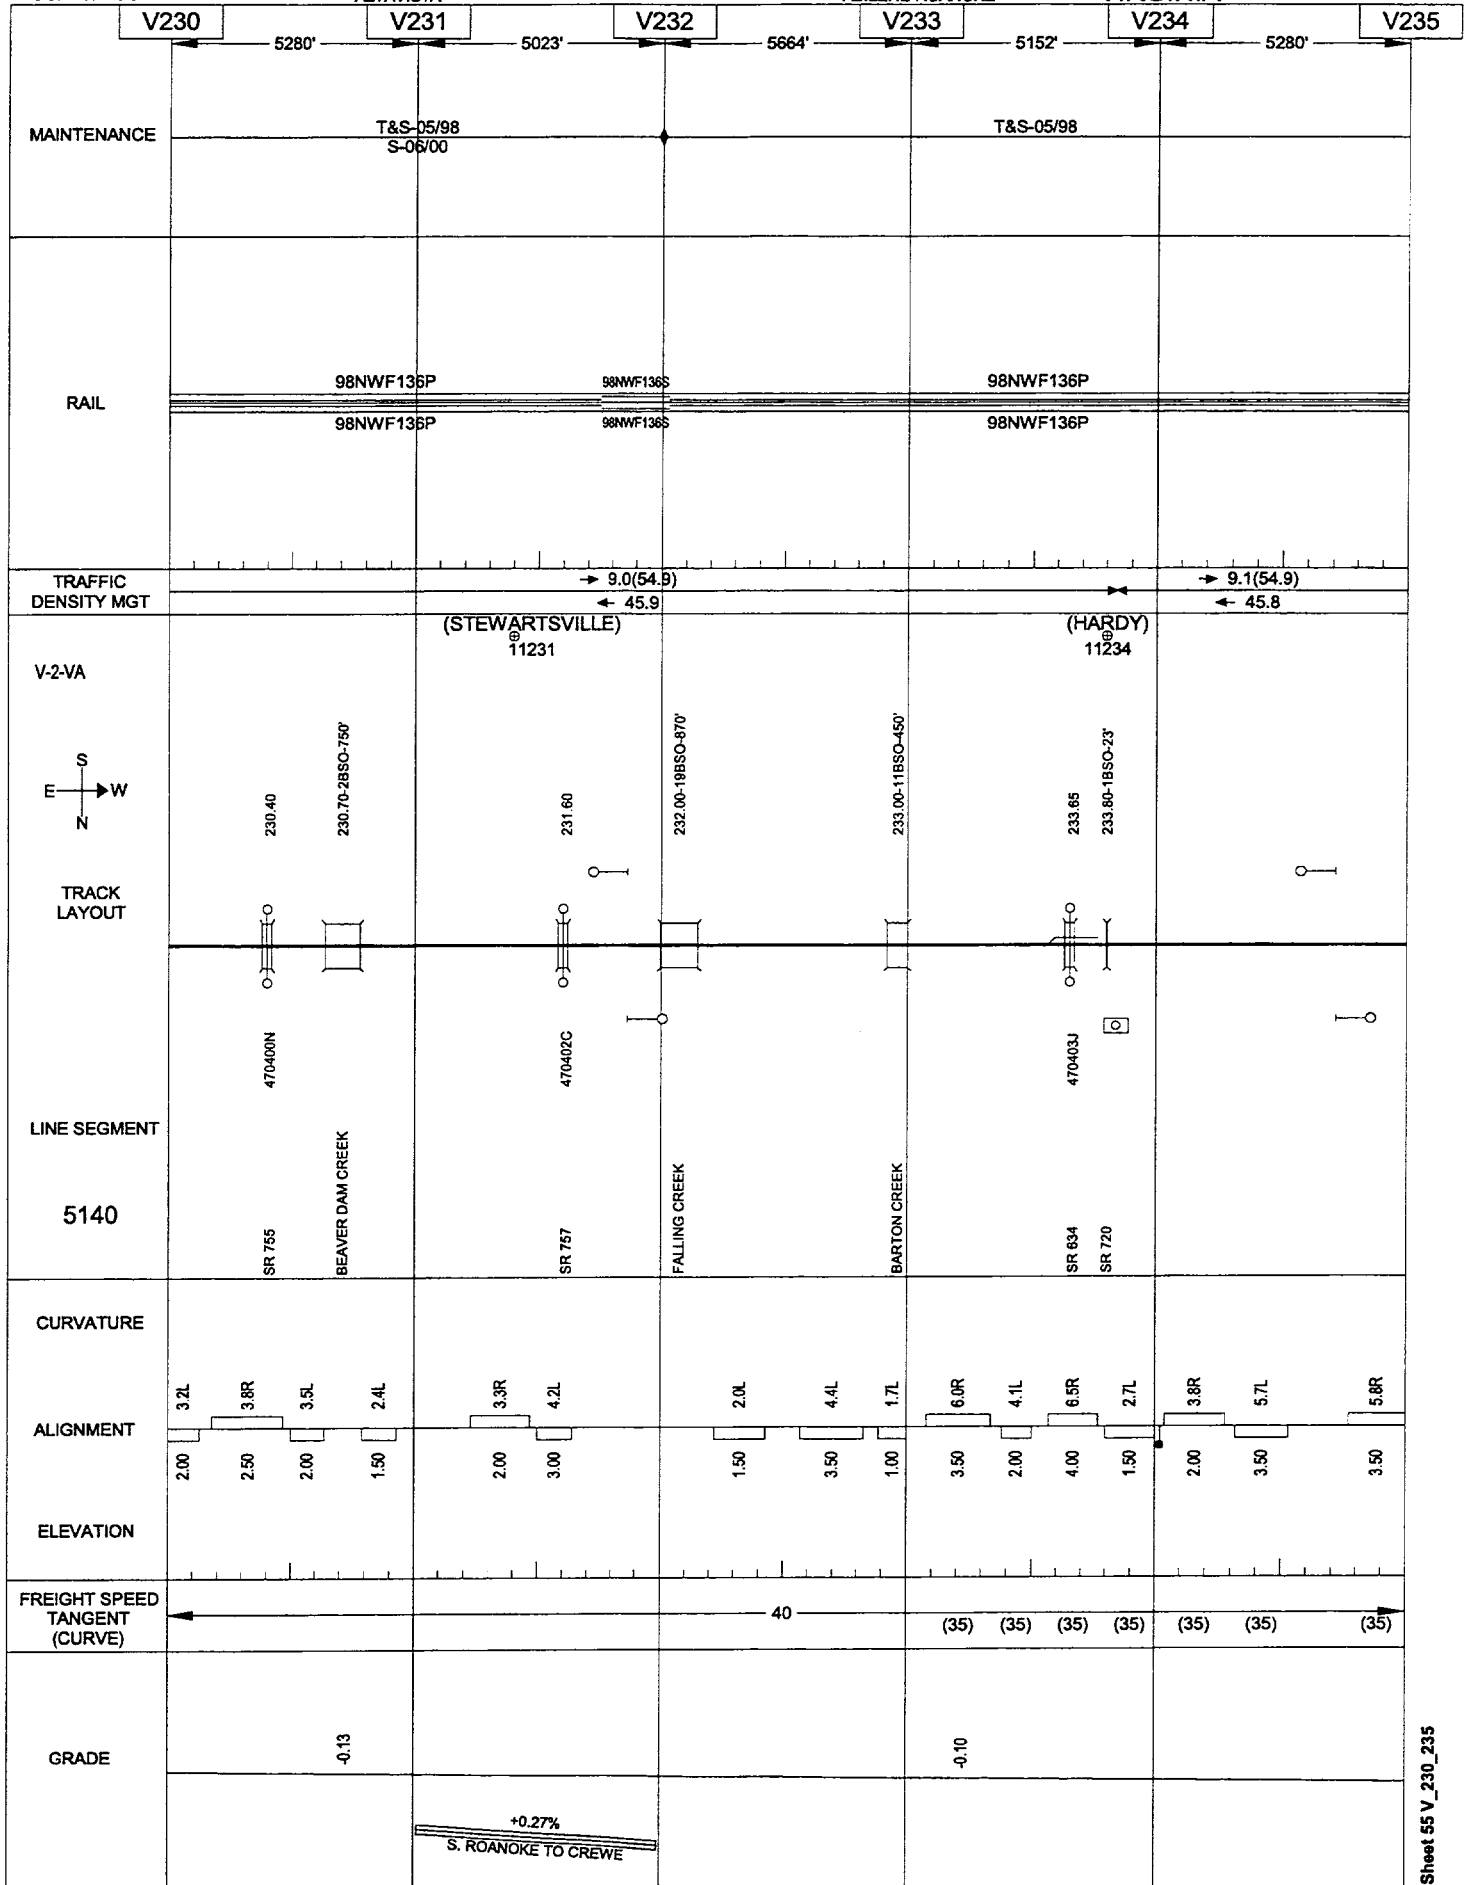 V230 V231 V232 V233 V234 V235
5280' 5023' 5664' 5152' 5280'
MAINTENANCE
T&S-05/98 T&S-05/98
S-06/00
98NWF136P 98NWF136S 98NWF136P
RAIL
98NWF136P 98NWF136S 98NWF136P
TRAFFIC
DENSITY MGT
→ 9.0(54.9) → 9.1(54.9)
← 45.9 ← 45.8
(STEWARTSVILLE) (HARDY)
11231 11234
V-2-VA
S
E W
N
230.40
230.70-2BSO-750'
231.60
232.00-19BSO-870'
233.00-11BSO-450'
233.65
233.80-1BSO-23'
TRACK
LAYOUT
470400N
470402C
470403J
LINE SEGMENT
5140
SR 755
BEAVER DAM CREEK
SR 757
FALLING CREEK
BARTON CREEK
SR 634
SR 720
CURVATURE
3.2L 3.8R 3.5L 2.4L 3.3R 4.2L 2.0L 4.4L 1.7L 6.0R 4.1L 6.5R 2.7L 3.8R 5.7L 5.8R
ALIGNMENT
2.00 2.50 2.00 1.50 2.00 3.00 1.50 3.50 1.00 3.50 2.00 4.00 1.50 2.00 3.50 3.50
ELEVATION
FREIGHT SPEED
TANGENT
(CURVE)
40
(35) (35) (35) (35) (35) (35) (35)
GRADE
-0.13
-0.10
+0.27%
S. ROANOKE TO CREWE
Sheet 55 V_230_235